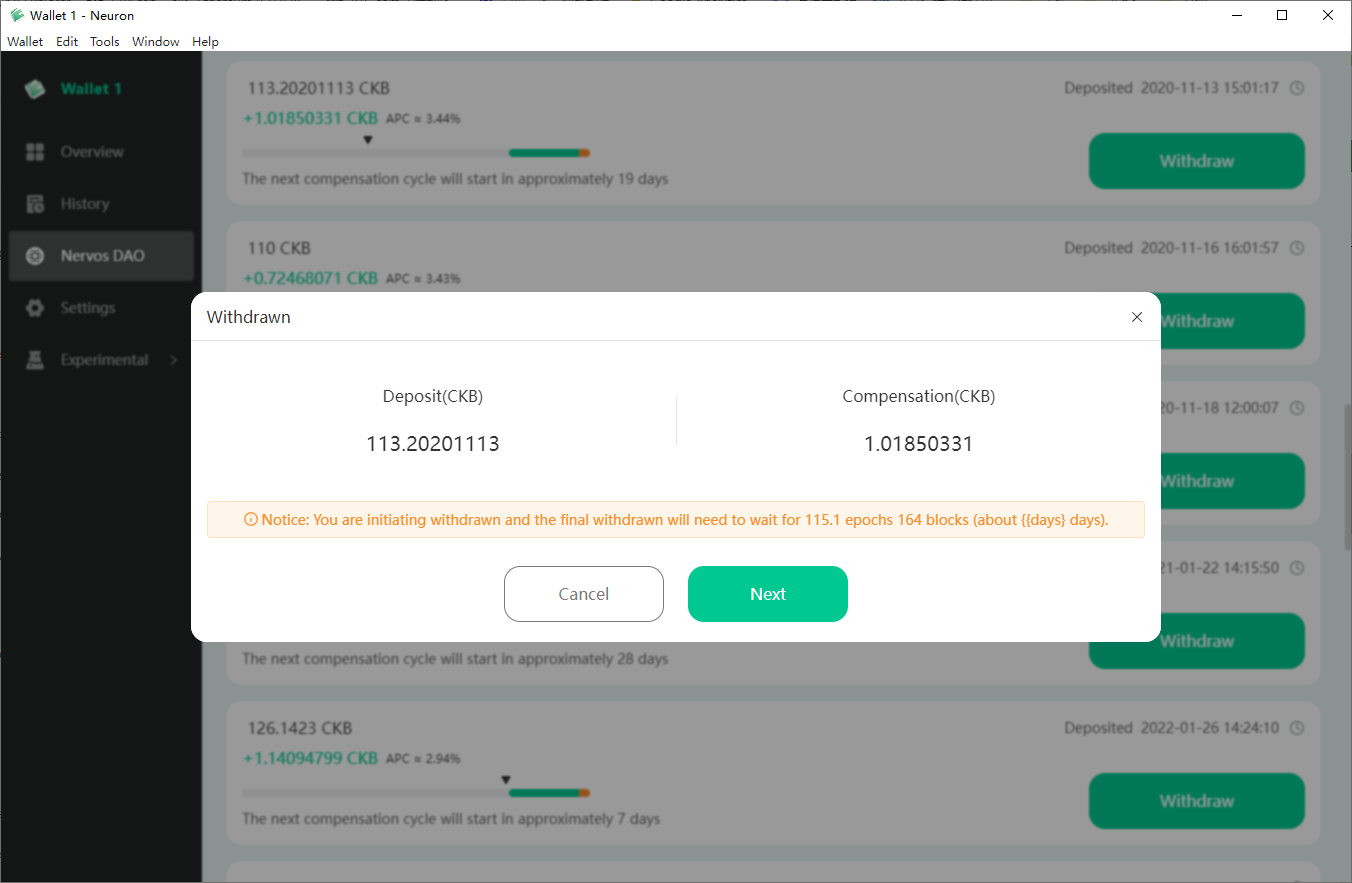 Wallet 1 - Neuron
Wallet Edit Tools Window Help
Wallet 1
Overview
History
Nervos DAO
Settings
Experimental
113.20201113 CKB
Deposited 2020-11-13 15:01:17
+1.01850331 CKB APC ≈ 3.44%
Withdraw
The next compensation cycle will start in approximately 19 days
110 CKB
Deposited 2020-11-16 16:01:57
+0.72468071 CKB APC ≈ 3.43%
Withdraw
Withdrawn
Deposit(CKB)
113.20201113
Compensation(CKB)
1.01850331
Notice: You are initiating withdrawn and the final withdrawn will need to wait for 115.1 epochs 164 blocks (about {{days} days).
Cancel
Next
20-11-18 12:00:07
Withdraw
21-01-22 14:15:50
Withdraw
The next compensation cycle will start in approximately 28 days
126.1423 CKB
Deposited 2022-01-26 14:24:10
+1.14094799 CKB APC ≈ 2.94%
Withdraw
The next compensation cycle will start in approximately 7 days